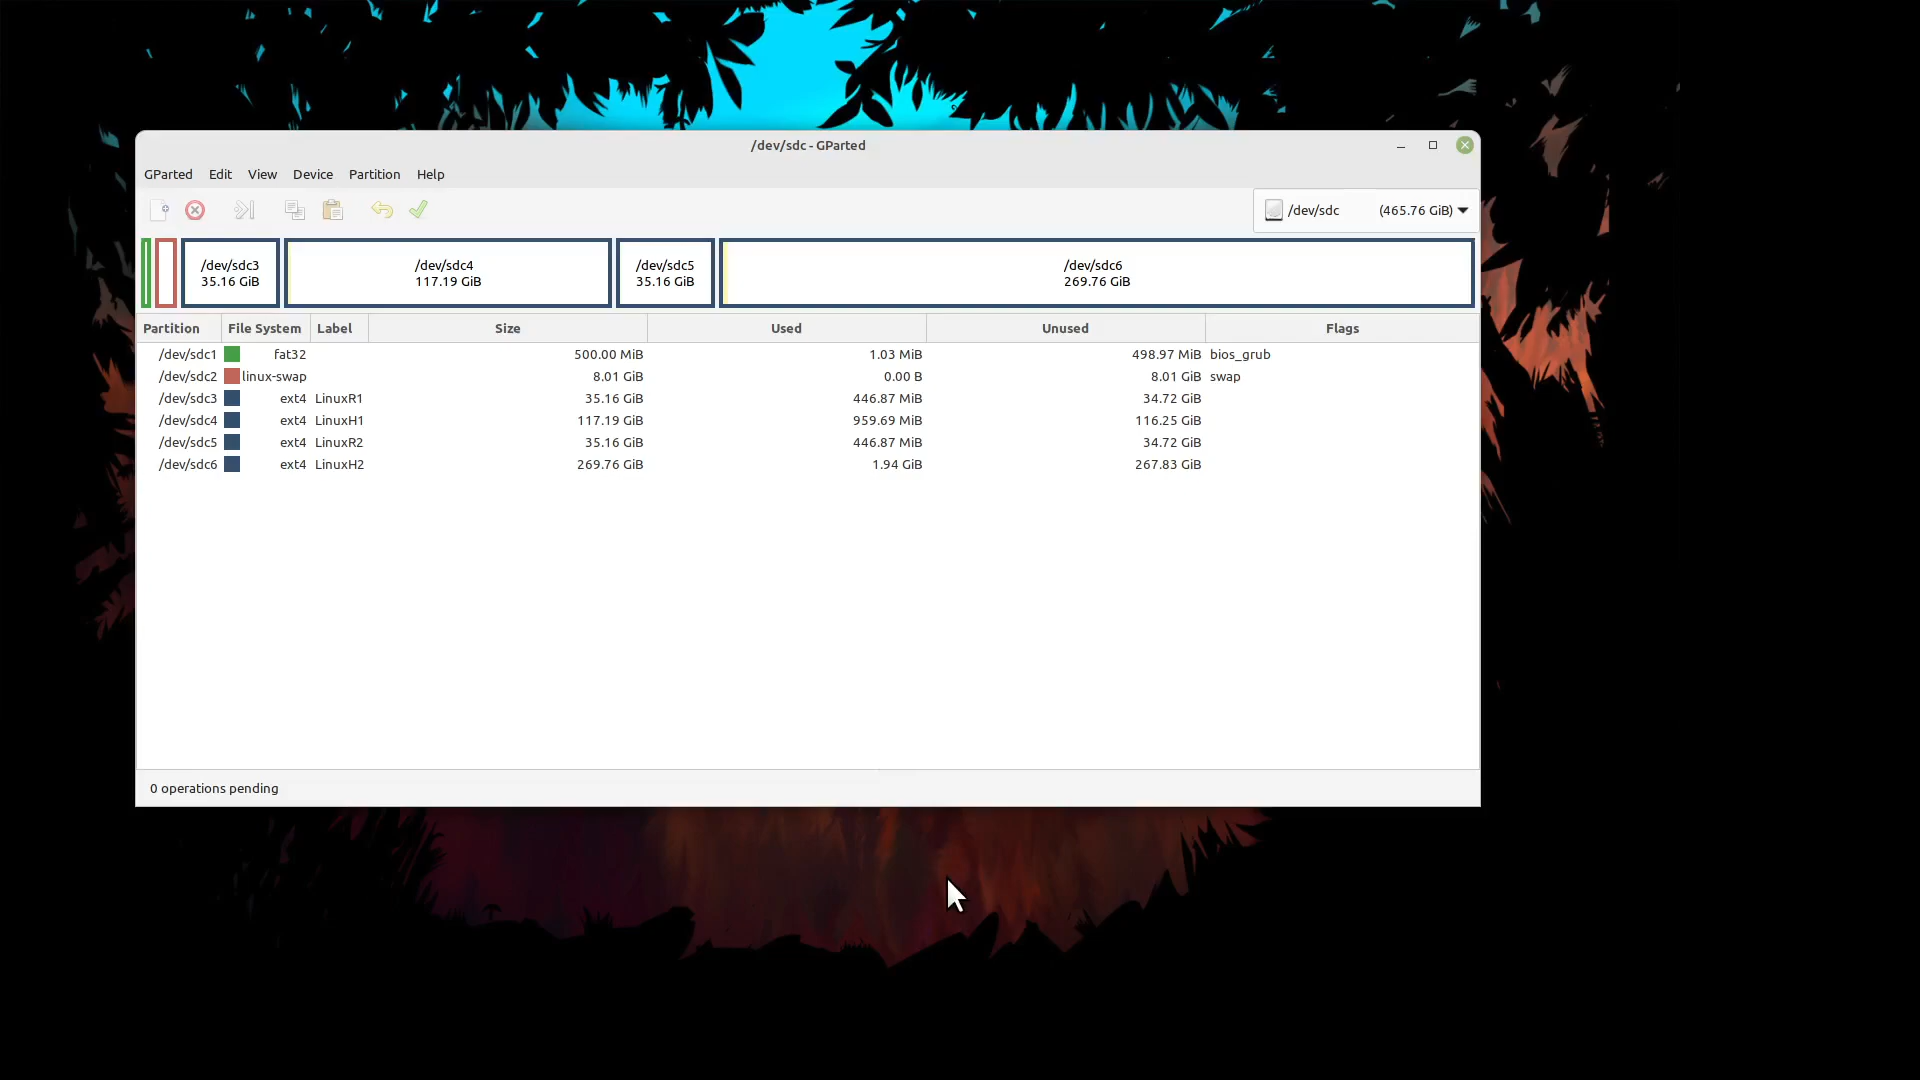 /dev/sdc - GParted
GParted Edit View Device Partition Help
/dev/sdc (465.76 GiB)
/dev/sdc3 /dev/sdc4 /dev/sdc5 /dev/sdc6
35.16 GiB 117.19 GiB 35.16 GiB 269.76 GiB
Partition File System Label Size Used Unused Flags
/dev/sdc1 fat32 500.00 MiB 1.03 MiB 498.97 MiB bios_grub
/dev/sdc2 linux-swap 8.01 GiB 0.00 B 8.01 GiB swap
/dev/sdc3 ext4 LinuxR1 35.16 GiB 446.87 MiB 34.72 GiB
/dev/sdc4 ext4 LinuxH1 117.19 GiB 959.69 MiB 116.25 GiB
/dev/sdc5 ext4 LinuxR2 35.16 GiB 446.87 MiB 34.72 GiB
/dev/sdc6 ext4 LinuxH2 269.76 GiB 1.94 GiB 267.83 GiB
0 operations pending